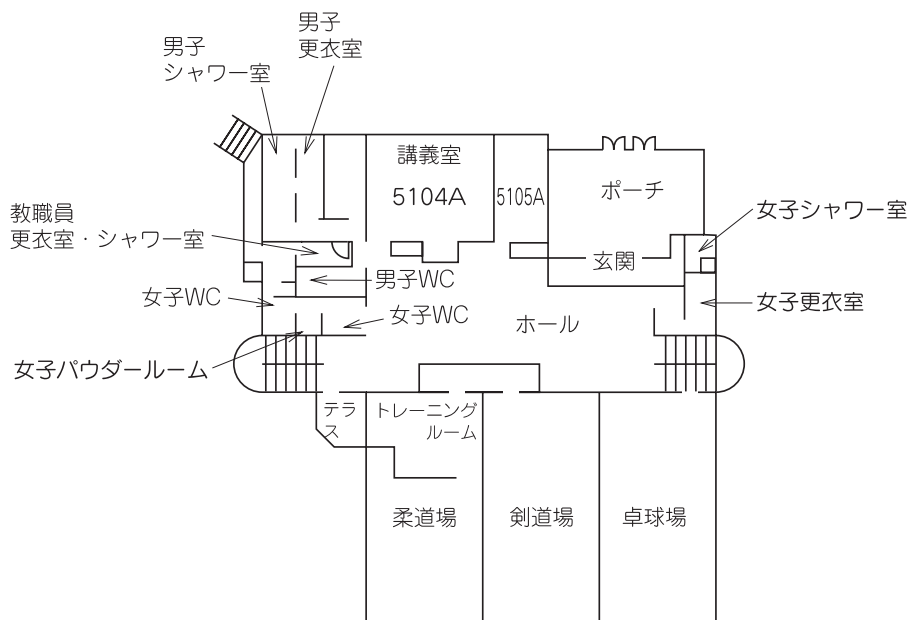 男子
更衣室
男子
シャワー室
講義室
5104A
5105A
ポーチ
教職員
更衣室・シャワー室
女子シャワー室
玄関
男子WC
女子WC
女子WC
ホール
女子更衣室
女子パウダールーム
テラ
ス
トレーニング
ルーム
柔道場
剣道場
卓球場